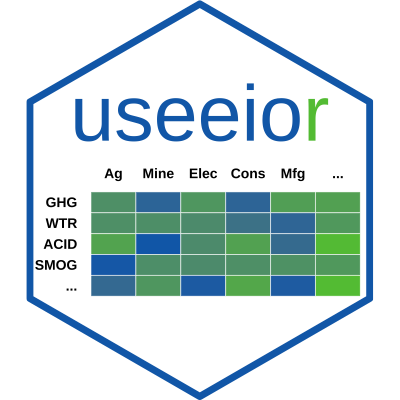 useeior
Ag Mine Elec Cons Mfg ...
GHG
WTR
ACID
SMOG
...